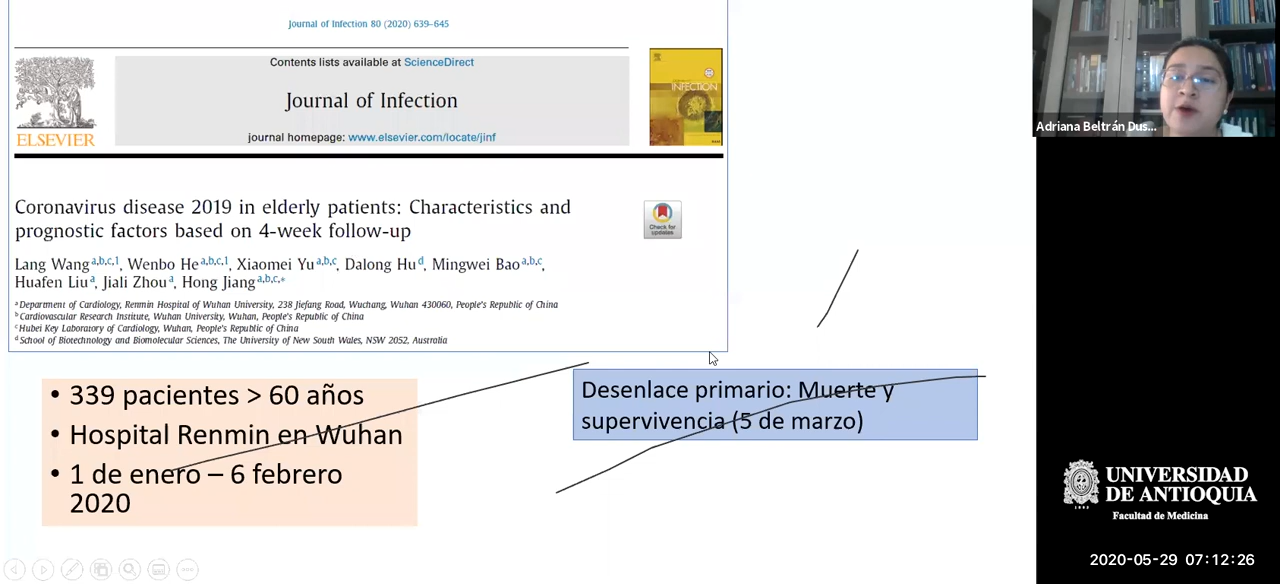 Journal of Infection 80 (2020) 639–645
Contents lists available at ScienceDirect
Journal of Infection
journal homepage: www.elsevier.com/locate/jinf
ELSEVIER
INFECTION
Coronavirus disease 2019 in elderly patients: Characteristics and
prognostic factors based on 4-week follow-up
Check for
updates
Lang Wang a,b,c,1, Wenbo He a,b,c,1, Xiaomei Yu a,b,c, Dalong Hu d, Mingwei Bao a,b,c,
Huafen Liu a, Jiali Zhou a, Hong Jiang a,b,c,*
a Department of Cardiology, Renmin Hospital of Wuhan University, 238 Jiefang Road, Wuchang, Wuhan 430060, People's Republic of China
b Cardiovascular Research Institute, Wuhan University, Wuhan, People's Republic of China
c Hubei Key Laboratory of Cardiology, Wuhan, People's Republic of China
d School of Biotechnology and Biomolecular Sciences, The University of New South Wales, NSW 2052, Australia
• 339 pacientes > 60 años
• Hospital Renmin en Wuhan
• 1 de enero – 6 febrero
2020
Desenlace primario: Muerte y
supervivencia (5 de marzo)
Adriana Beltrán Dus...
UNIVERSIDAD
DE ANTIOQUIA
1803
Facultad de Medicina
2020-05-29 07:12:26